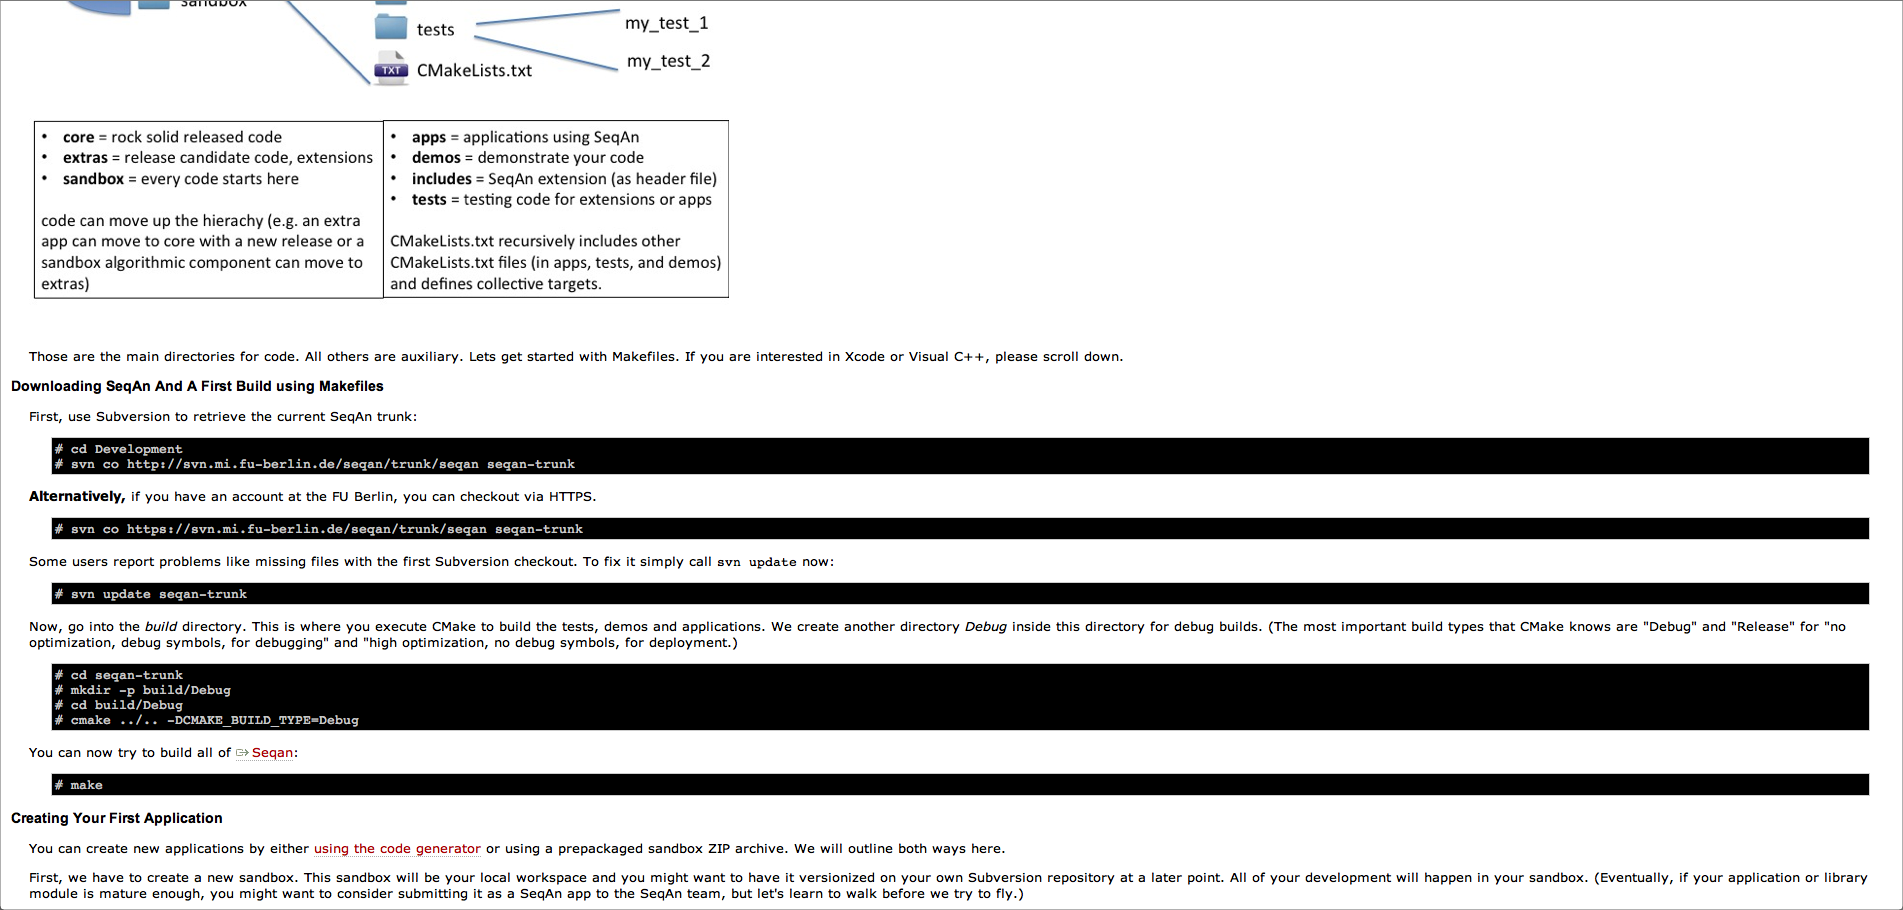 sandbox
tests
my_test_1
my_test_2
TXT CMakeLists.txt
• core = rock solid released code
• extras = release candidate code, extensions
• sandbox = every code starts here
code can move up the hierachy (e.g. an extra
app can move to core with a new release or a
sandbox algorithmic component can move to
extras)
• apps = applications using SeqAn
• demos = demonstrate your code
• includes = SeqAn extension (as header file)
• tests = testing code for extensions or apps
CMakeLists.txt recursively includes other
CMakeLists.txt files (in apps, tests, and demos)
and defines collective targets.
Those are the main directories for code. All others are auxiliary. Lets get started with Makefiles. If you are interested in Xcode or Visual C++, please scroll down.
Downloading SeqAn And A First Build using Makefiles
First, use Subversion to retrieve the current SeqAn trunk:
# cd Development
# svn co http://svn.mi.fu-berlin.de/seqan/trunk/seqan seqan-trunk
Alternatively, if you have an account at the FU Berlin, you can checkout via HTTPS.
# svn co https://svn.mi.fu-berlin.de/seqan/trunk/seqan seqan-trunk
Some users report problems like missing files with the first Subversion checkout. To fix it simply call svn update now:
# svn update seqan-trunk
Now, go into the build directory. This is where you execute CMake to build the tests, demos and applications. We create another directory Debug inside this directory for debug builds. (The most important build types that CMake knows are "Debug" and "Release" for "no
optimization, debug symbols, for debugging" and "high optimization, no debug symbols, for deployment.)
# cd seqan-trunk
# mkdir -p build/Debug
# cd build/Debug
# cmake ../.. -DCMAKE_BUILD_TYPE=Debug
You can now try to build all of Seqan:
# make
Creating Your First Application
You can create new applications by either using the code generator or using a prepackaged sandbox ZIP archive. We will outline both ways here.
First, we have to create a new sandbox. This sandbox will be your local workspace and you might want to have it versionized on your own Subversion repository at a later point. All of your development will happen in your sandbox. (Eventually, if your application or library
module is mature enough, you might want to consider submitting it as a SeqAn app to the SeqAn team, but let's learn to walk before we try to fly.)